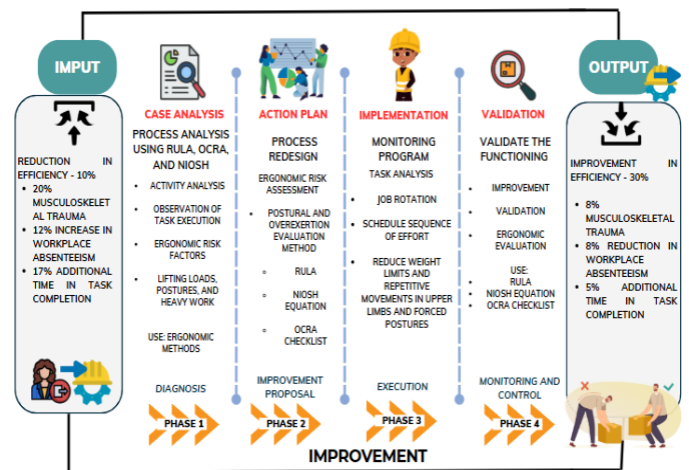 IMPUT
REDUCTION IN
EFFICIENCY - 10%
• 20%
MUSCULOSKELET
AL TRAUMA
• 12% INCREASE IN
WORKPLACE
ABSENTEEISM
• 17% ADDITIONAL
TIME IN TASK
COMPLETION
CASE ANALYSIS
PROCESS ANALYSIS
USING RULA, OCRA,
AND NIOSH
• ACTIVITY ANALYSIS
• OBSERVATION OF
TASK EXECUTION
• ERGONOMIC RISK
FACTORS
• LIFTING LOADS,
POSTURES, AND
HEAVY WORK
USE: ERGONOMIC
METHODS
DIAGNOSIS
PHASE 1
ACTION PLAN
PROCESS
REDESIGN
ERGONOMIC RISK
ASSESSMENT
• POSTURAL AND
OVEREXERTION
EVALUATION
METHOD
○ RULA
○ NIOSH
EQUATION
○ OCRA
CHECKLIST
IMPROVEMENT
PROPOSAL
PHASE 2
IMPLEMENTATION
MONITORING
PROGRAM
TASK ANALYSIS
• JOB ROTATION
• SCHEDULE SEQUENCE
OF EFFORT
• REDUCE WEIGHT
LIMITS AND
REPETITIVE
MOVEMENTS IN UPPER
LIMBS AND FORCED
POSTURES
EXECUTION
PHASE 3
VALIDATION
VALIDATE THE
FUNCTIONING
• IMPROVEMENT
• VALIDATION
• ERGONOMIC
EVALUATION
USE:
• RULA
• NIOSH EQUATION
• OCRA CHECKLIST
MONITORING AND
CONTROL
PHASE 4
OUTPUT
IMPROVEMENT IN
EFFICIENCY - 30%
• 8%
MUSCULOSKELETAL
TRAUMA
• 8% REDUCTION IN
WORKPLACE
ABSENTEEISM
• 5% ADDITIONAL
TIME IN TASK
COMPLETION
IMPROVEMENT